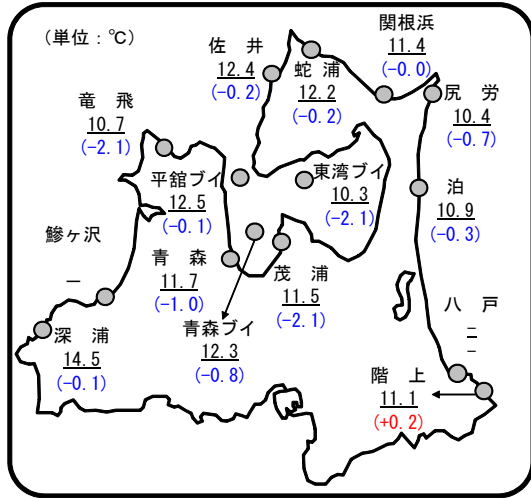 (単位：℃)
関根浜
11.4
(-0.0)
佐 井
12.4
(-0.2)
蛇 浦
12.2
(-0.2)
尻 労
10.4
(-0.7)
竜 飛
10.7
(-2.1)
平舘ブイ
12.5
(-0.1)
東湾ブイ
10.3
(-2.1)
泊
10.9
(-0.3)
鰺ヶ沢
－
青 森
11.7
(-1.0)
茂 浦
11.5
(-2.1)
八 戸
－
－
青森ブイ
12.3
(-0.8)
深 浦
14.5
(-0.1)
階 上
11.1
(+0.2)